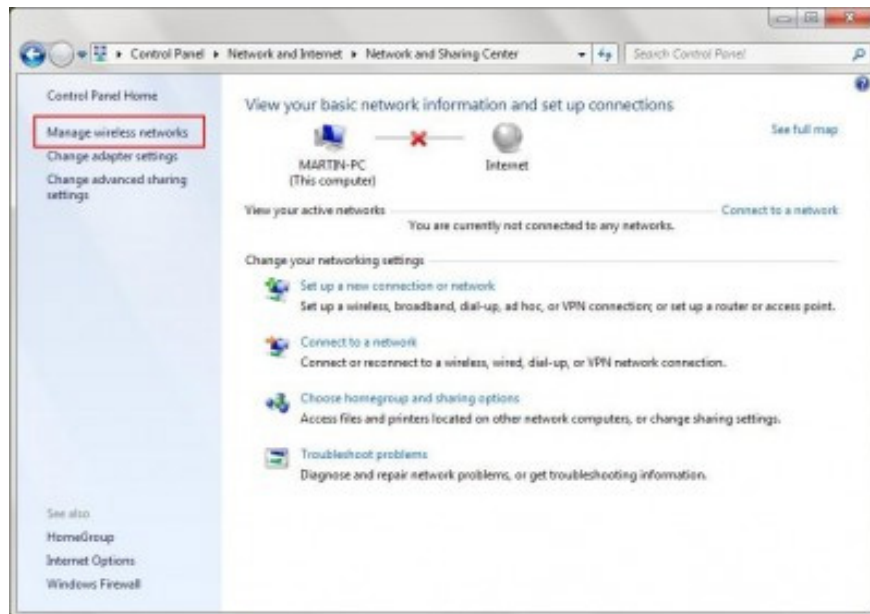 Control Panel ▸ Network and Internet ▸ Network and Sharing Center
Search Control Panel
Control Panel Home
Manage wireless networks
Change adapter settings
Change advanced sharing
settings
See also
HomeGroup
Internet Options
Windows Firewall
View your basic network information and set up connections
See full map
MARTIN-PC
(This computer)
Internet
View your active networks
Connect to a network
You are currently not connected to any networks.
Change your networking settings
Set up a new connection or network
Set up a wireless, broadband, dial-up, ad hoc, or VPN connection; or set up a router or access point.
Connect to a network
Connect or reconnect to a wireless, wired, dial-up, or VPN network connection.
Choose homegroup and sharing options
Access files and printers located on other network computers, or change sharing settings.
Troubleshoot problems
Diagnose and repair network problems, or get troubleshooting information.